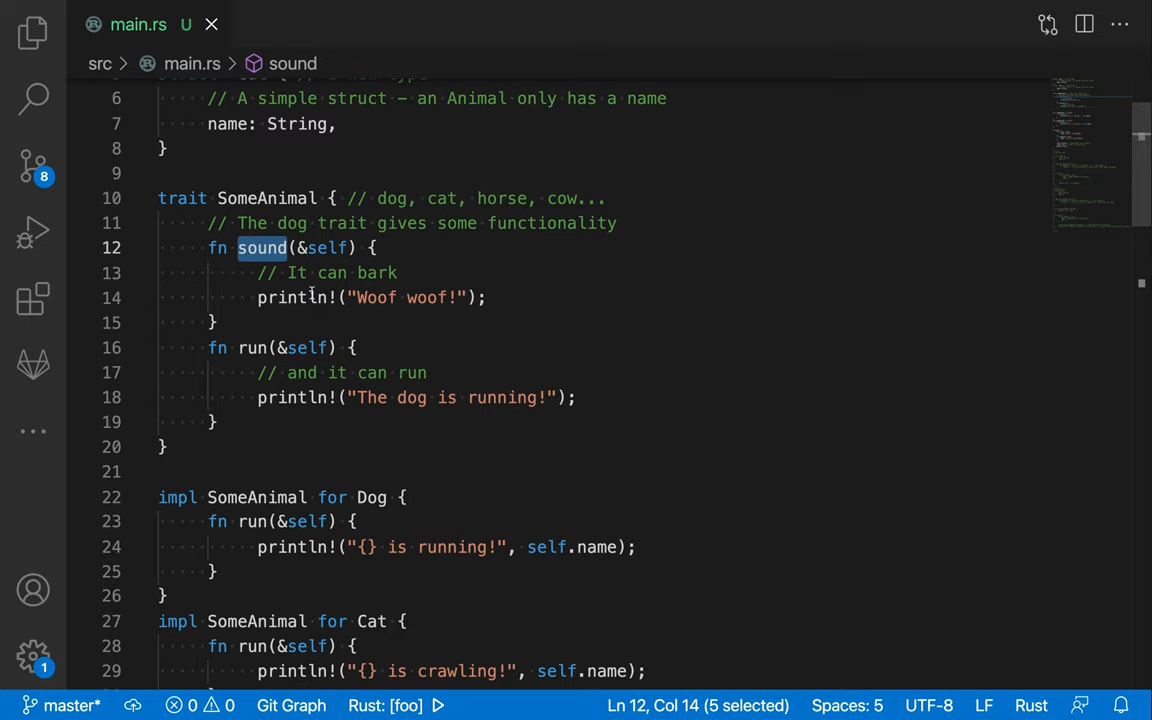 main.rs U
src > main.rs > sound
6 // A simple struct - an Animal only has a name
7 name: String,
8 }
9
10 trait SomeAnimal { // dog, cat, horse, cow...
11 // The dog trait gives some functionality
12 fn sound(&self) {
13 // It can bark
14 println!("Woof woof!");
15 }
16 fn run(&self) {
17 // and it can run
18 println!("The dog is running!");
19 }
20 }
21
22 impl SomeAnimal for Dog {
23 fn run(&self) {
24 println!("{} is running!", self.name);
25 }
26 }
27 impl SomeAnimal for Cat {
28 fn run(&self) {
29 println!("{} is crawling!", self.name);
8
1
master* 0 0 Git Graph Rust: [foo] Ln 12, Col 14 (5 selected) Spaces: 5 UTF-8 LF Rust